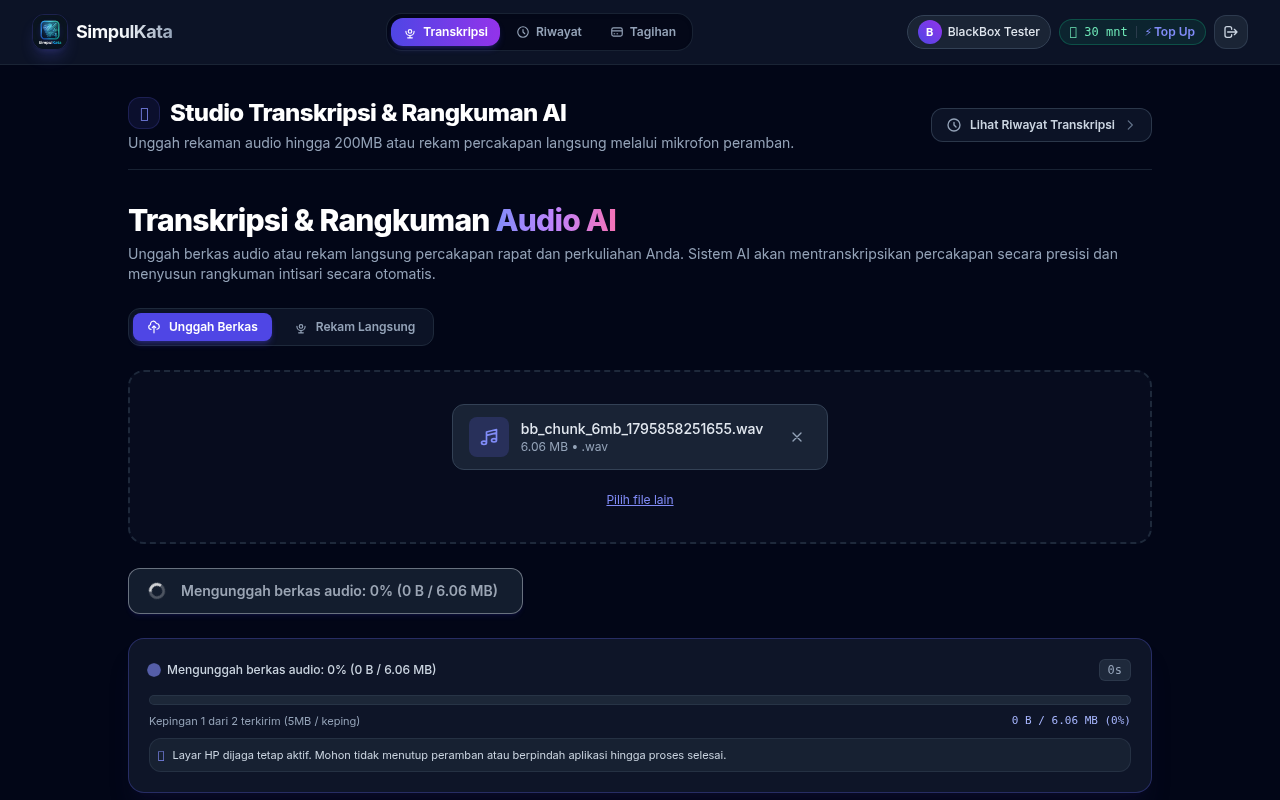 SimpulKata
Transkripsi
Riwayat
Tagihan
B
BlackBox Tester
30 mnt
⚡ Top Up
Studio Transkripsi & Rangkuman AI
Unggah rekaman audio hingga 200MB atau rekam percakapan langsung melalui mikrofon peramban.
Lihat Riwayat Transkripsi
Transkripsi & Rangkuman Audio AI
Unggah berkas audio atau rekam langsung percakapan rapat dan perkuliahan Anda. Sistem AI akan mentranskripsikan percakapan secara presisi dan
menyusun rangkuman intisari secara otomatis.
Unggah Berkas
Rekam Langsung
bb_chunk_6mb_1795858251655.wav
6.06 MB • .wav
Pilih file lain
Mengunggah berkas audio: 0% (0 B / 6.06 MB)
Mengunggah berkas audio: 0% (0 B / 6.06 MB)
0s
Kepingan 1 dari 2 terkirim (5MB / keping)
0 B / 6.06 MB (0%)
Layar HP dijaga tetap aktif. Mohon tidak menutup peramban atau berpindah aplikasi hingga proses selesai.